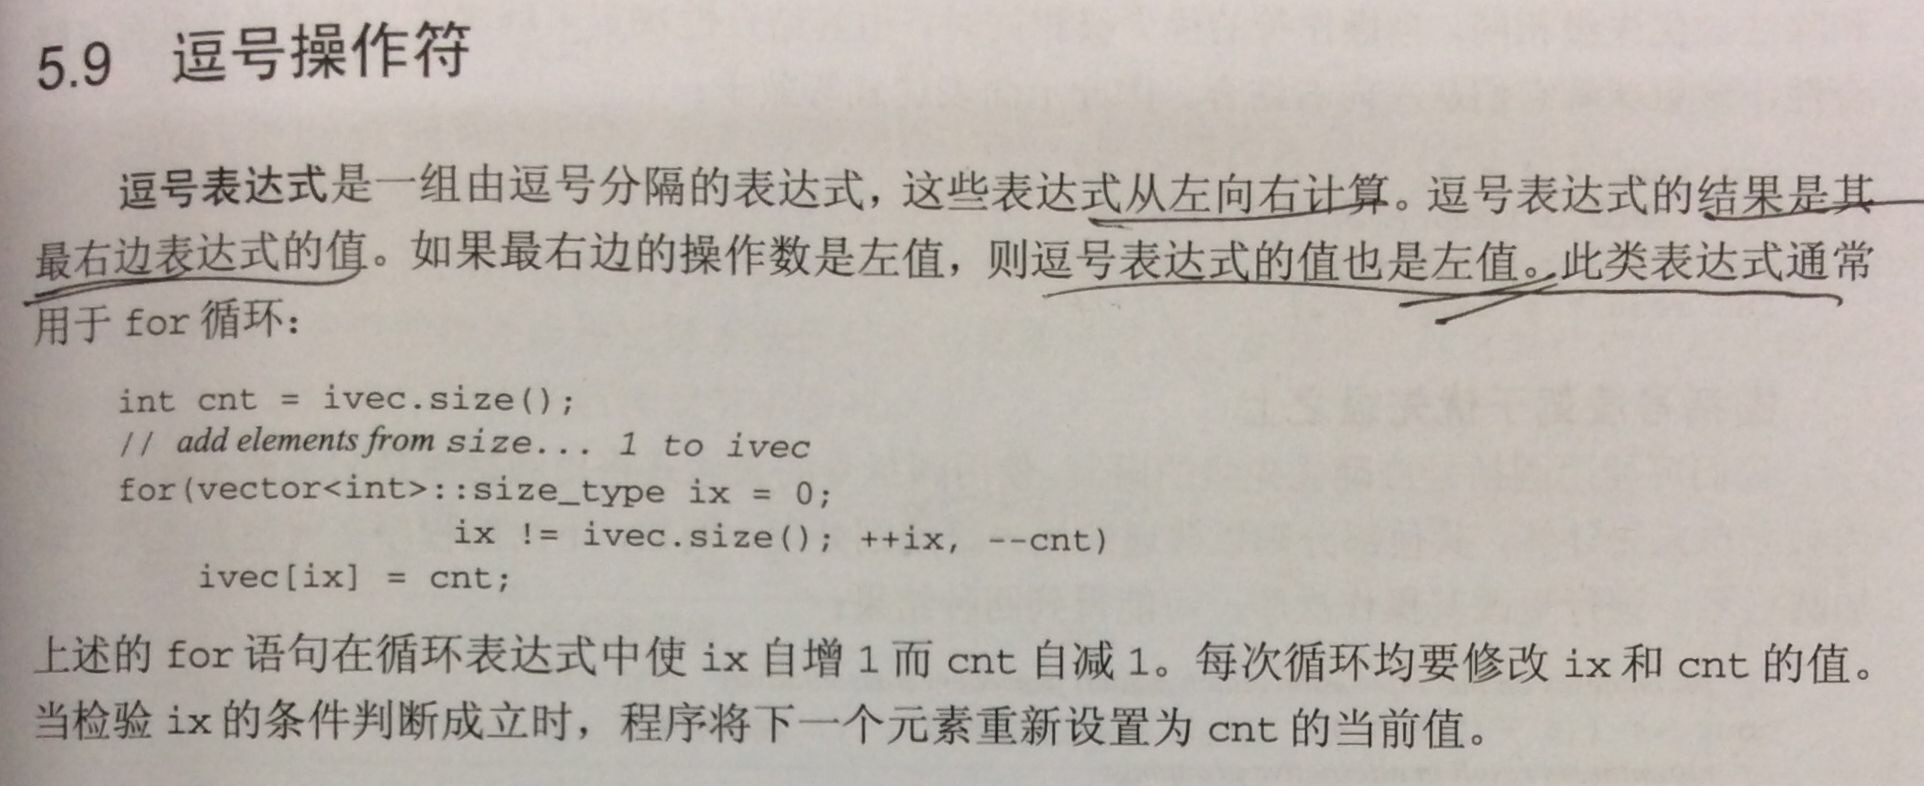 5.9 逗号操作符
逗号表达式是一组由逗号分隔的表达式，这些表达式从左向右计算。逗号表达式的结果是其
最右边表达式的值。如果最右边的操作数是左值，则逗号表达式的值也是左值。此类表达式通常
用于 for 循环：
int cnt = ivec.size();
// add elements from size... 1 to ivec
for(vector<int>::size_type ix = 0;
ix != ivec.size(); ++ix, --cnt)
ivec[ix] = cnt;
上述的 for 语句在循环表达式中使 ix 自增 1 而 cnt 自减 1。每次循环均要修改 ix 和 cnt 的值。
当检验 ix 的条件判断成立时，程序将下一个元素重新设置为 cnt 的当前值。